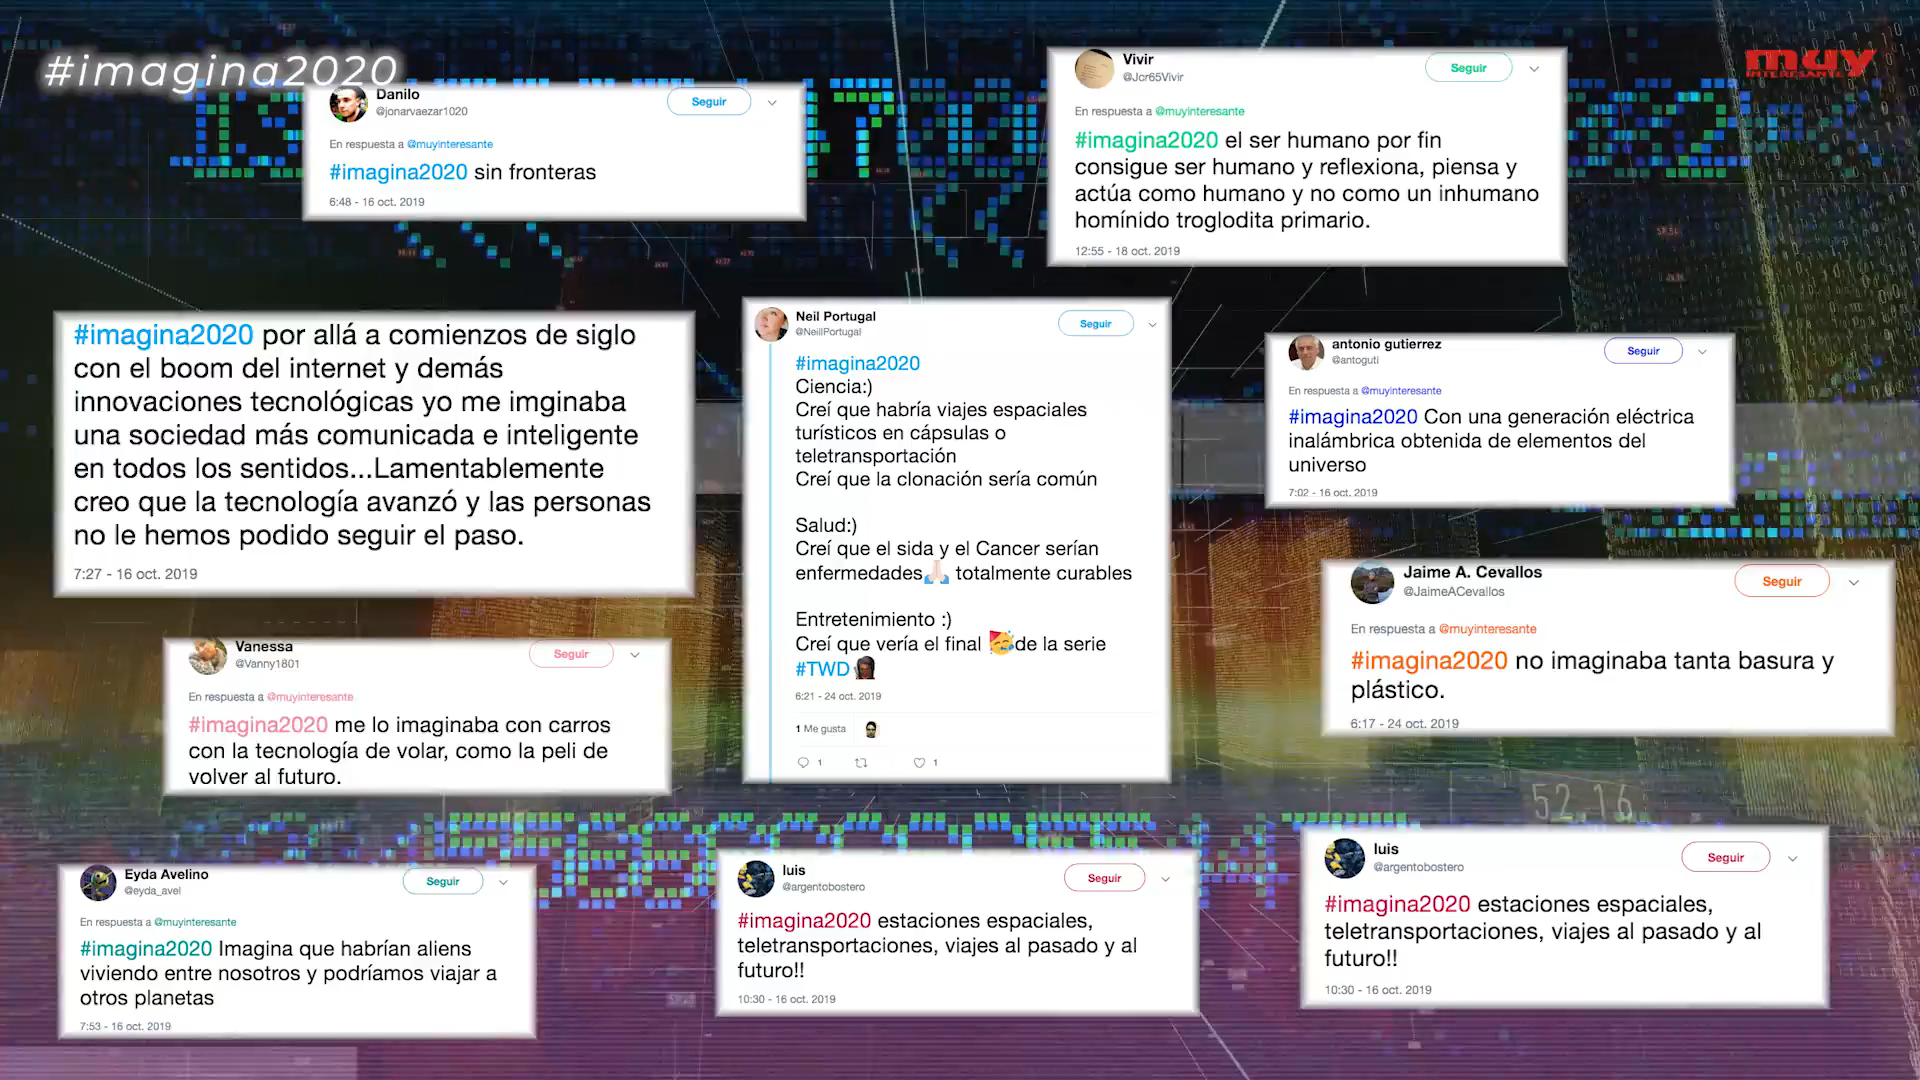 #imagina2020
muy
INTERESANTE
Danilo
@jonarvaezar1020
Seguir
En respuesta a @muyinteresante
#imagina2020 sin fronteras
6:48 - 16 oct. 2019
Vivir
@Jcr65Vivir
Seguir
En respuesta a @muyinteresante
#imagina2020 el ser humano por fin
consigue ser humano y reflexiona, piensa y
actúa como humano y no como un inhumano
homínido troglodita primario.
12:55 - 18 oct. 2019
#imagina2020 por allá a comienzos de siglo
con el boom del internet y demás
innovaciones tecnológicas yo me imginaba
una sociedad más comunicada e inteligente
en todos los sentidos...Lamentablemente
creo que la tecnología avanzó y las personas
no le hemos podido seguir el paso.
7:27 - 16 oct. 2019
Neil Portugal
@NeillPortugal
Seguir
#imagina2020
Ciencia:)
Creí que habría viajes espaciales
turísticos en cápsulas o
teletransportación
Creí que la clonación sería común
Salud:)
Creí que el sida y el Cancer serían
enfermedades🙏🏻 totalmente curables
Entretenimiento :)
Creí que vería el final 🥳de la serie
#TWD
6:21 - 24 oct. 2019
1 Me gusta
1
1
antonio gutierrez
@antoguti
Seguir
En respuesta a @muyinteresante
#imagina2020 Con una generación eléctrica
inalámbrica obtenida de elementos del
universo
7:02 - 16 oct. 2019
Jaime A. Cevallos
@JaimeACevallos
Seguir
En respuesta a @muyinteresante
#imagina2020 no imaginaba tanta basura y
plástico.
6:17 - 24 oct. 2019
Vanessa
@Vanny1801
Seguir
En respuesta a @muyinteresante
#imagina2020 me lo imaginaba con carros
con la tecnología de volar, como la peli de
volver al futuro.
52.16
Eyda Avelino
@eyda_avel
Seguir
En respuesta a @muyinteresante
#imagina2020 Imagina que habrían aliens
viviendo entre nosotros y podríamos viajar a
otros planetas
7:53 - 16 oct. 2019
luis
@argentobostero
Seguir
#imagina2020 estaciones espaciales,
teletransportaciones, viajes al pasado y al
futuro!!
10:30 - 16 oct. 2019
luis
@argentobostero
Seguir
#imagina2020 estaciones espaciales,
teletransportaciones, viajes al pasado y al
futuro!!
10:30 - 16 oct. 2019